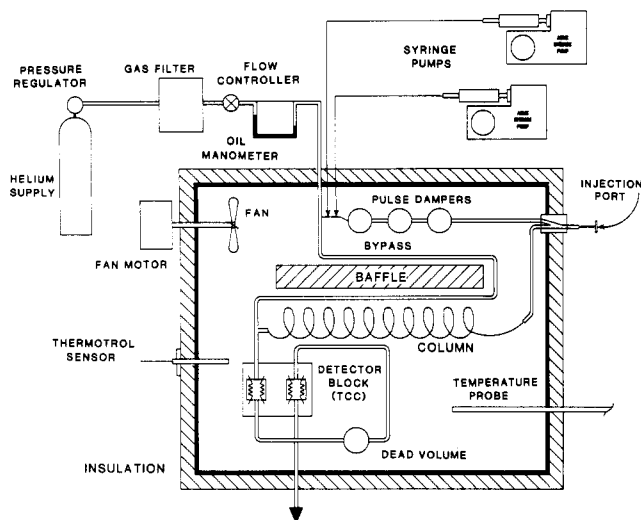 SYRINGE
PUMPS
PRESSURE
REGULATOR
GAS FILTER
FLOW
CONTROLLER
OIL
MANOMETER
HELIUM
SUPPLY
INJECTION
PORT
FAN
PULSE DAMPERS
FAN MOTOR
BYPASS
BAFFLE
THERMOTROL
SENSOR
COLUMN
DETECTOR
BLOCK
(TCC)
TEMPERATURE
PROBE
DEAD VOLUME
INSULATION